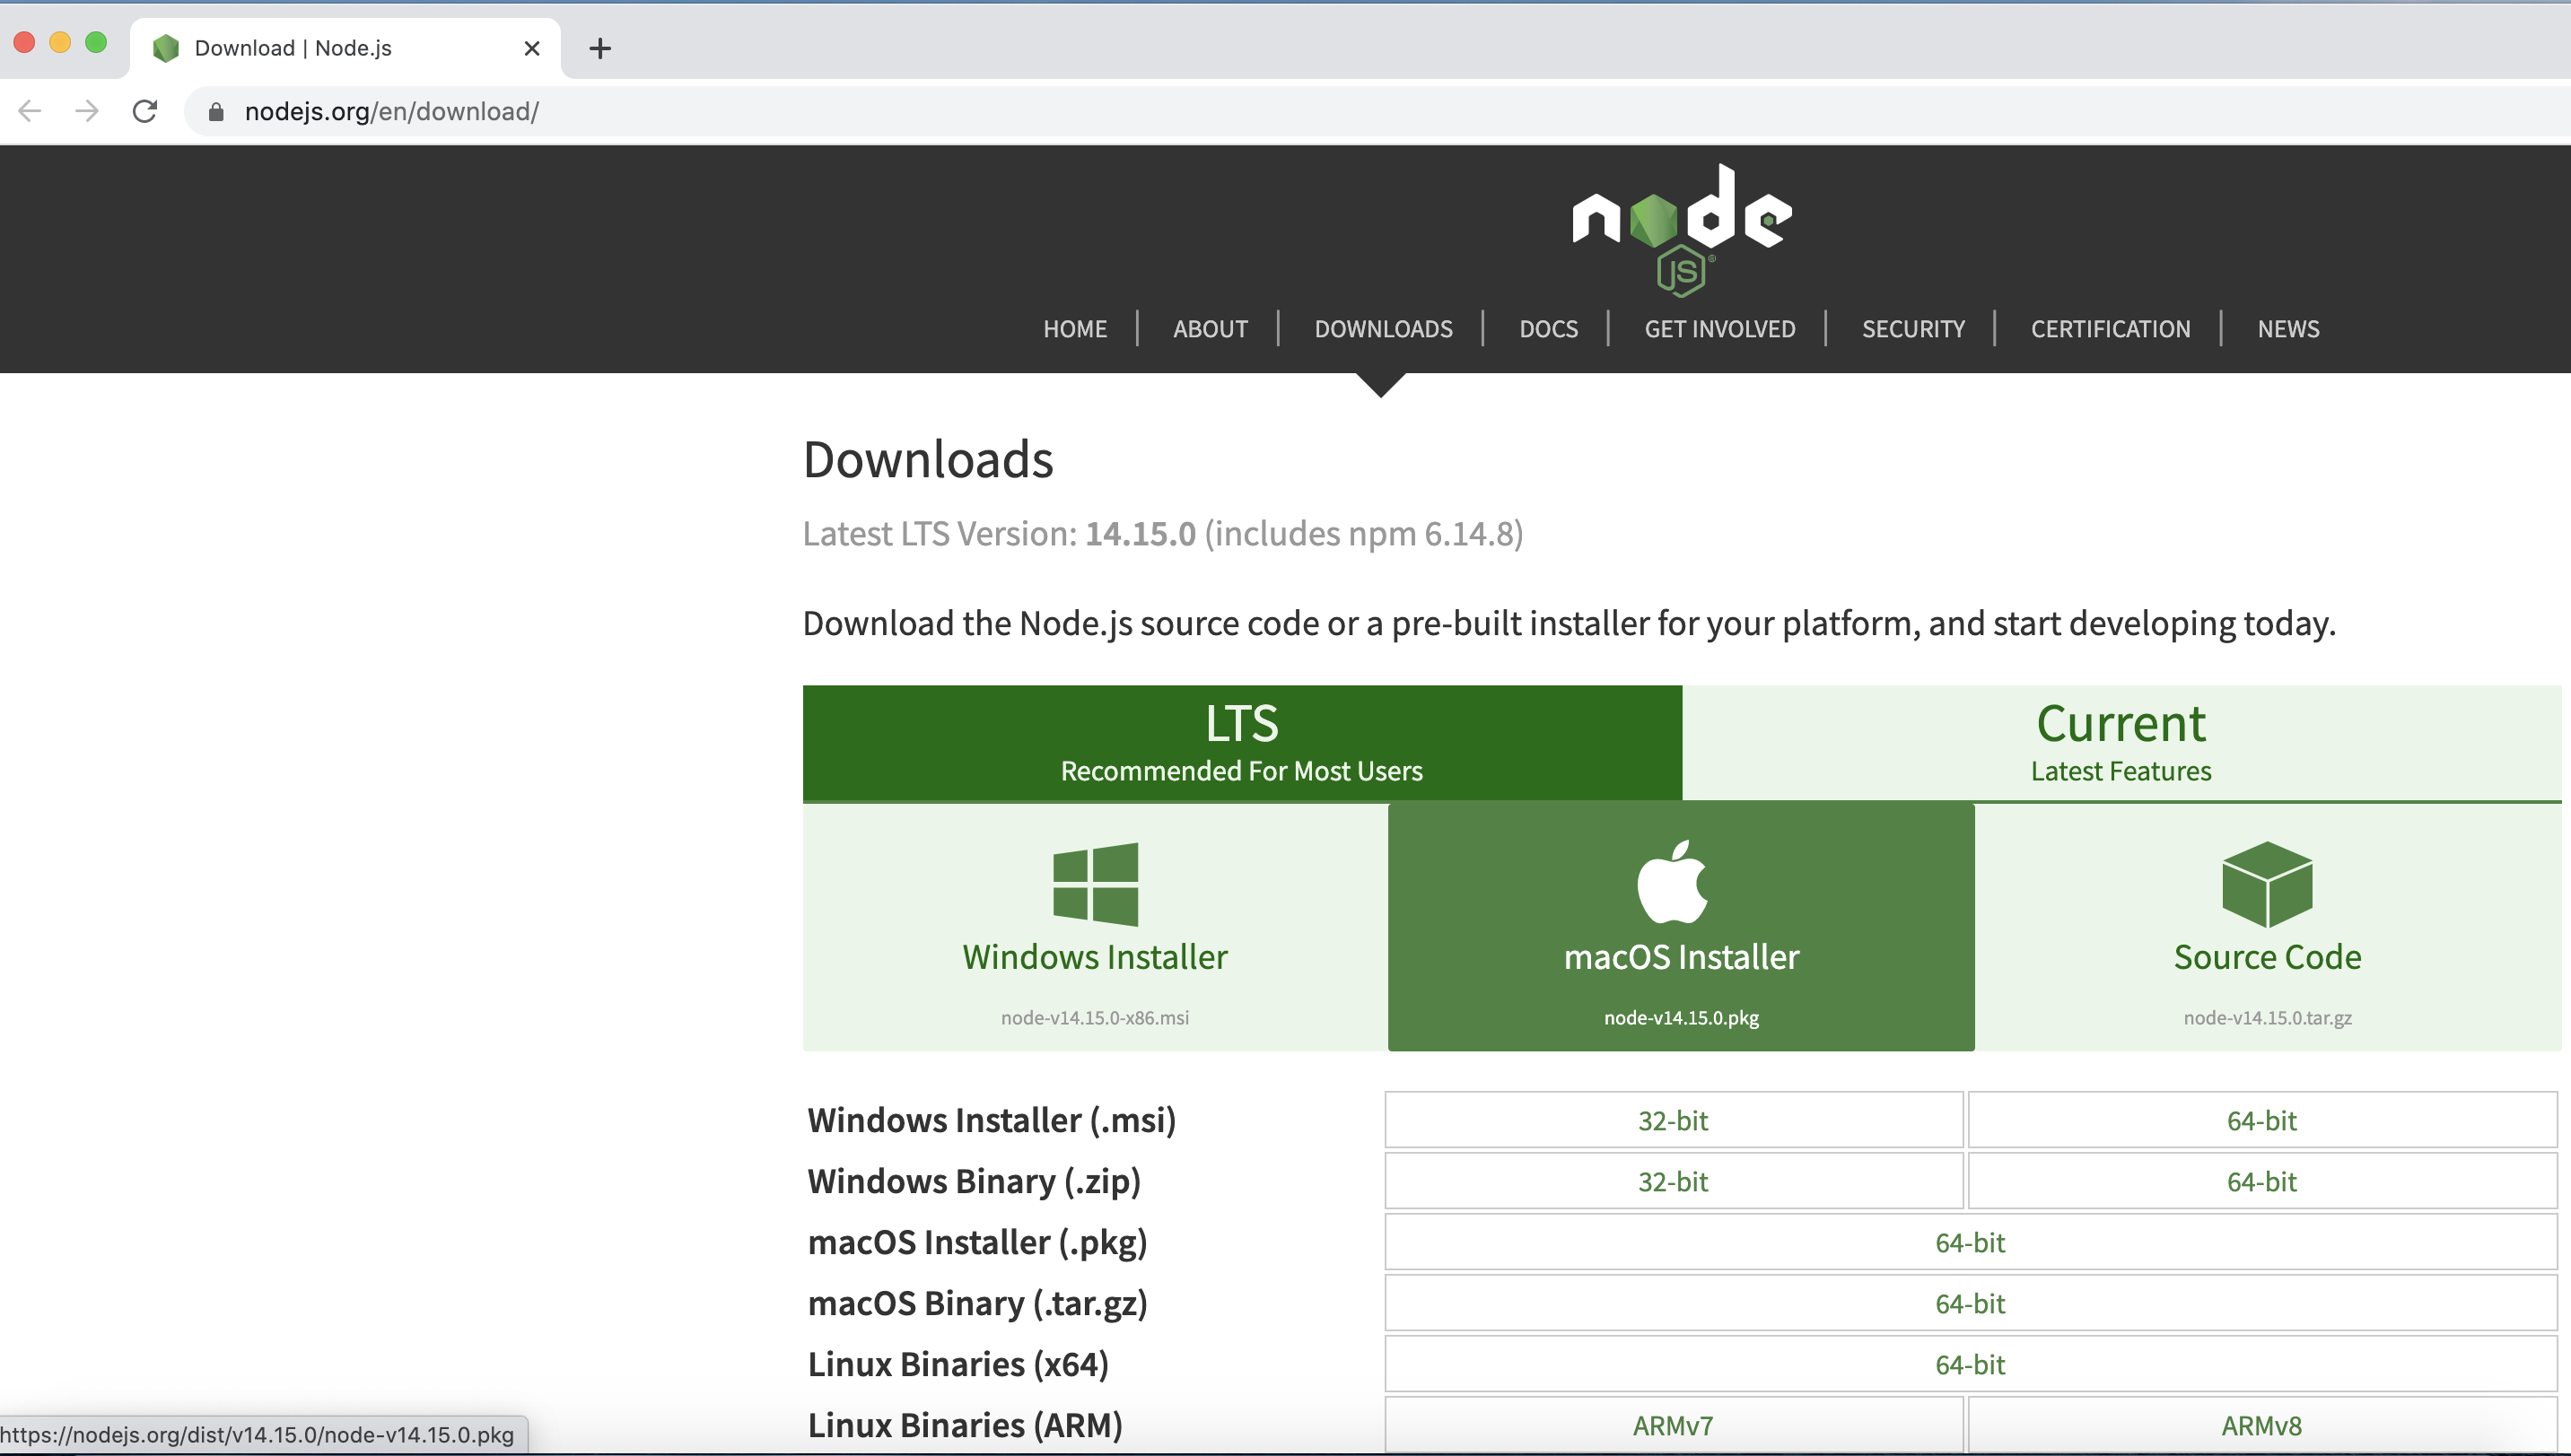 Download | Node.js
nodejs.org/en/download/
node
JS®
HOME | ABOUT | DOWNLOADS | DOCS | GET INVOLVED | SECURITY | CERTIFICATION | NEWS
Downloads
Latest LTS Version: 14.15.0 (includes npm 6.14.8)
Download the Node.js source code or a pre-built installer for your platform, and start developing today.
LTS
Recommended For Most Users
Current
Latest Features
Windows Installer
node-v14.15.0-x86.msi
macOS Installer
node-v14.15.0.pkg
Source Code
node-v14.15.0.tar.gz
Windows Installer (.msi) 32-bit 64-bit
Windows Binary (.zip) 32-bit 64-bit
macOS Installer (.pkg) 64-bit
macOS Binary (.tar.gz) 64-bit
Linux Binaries (x64) 64-bit
Linux Binaries (ARM) ARMv7 ARMv8
https://nodejs.org/dist/v14.15.0/node-v14.15.0.pkg